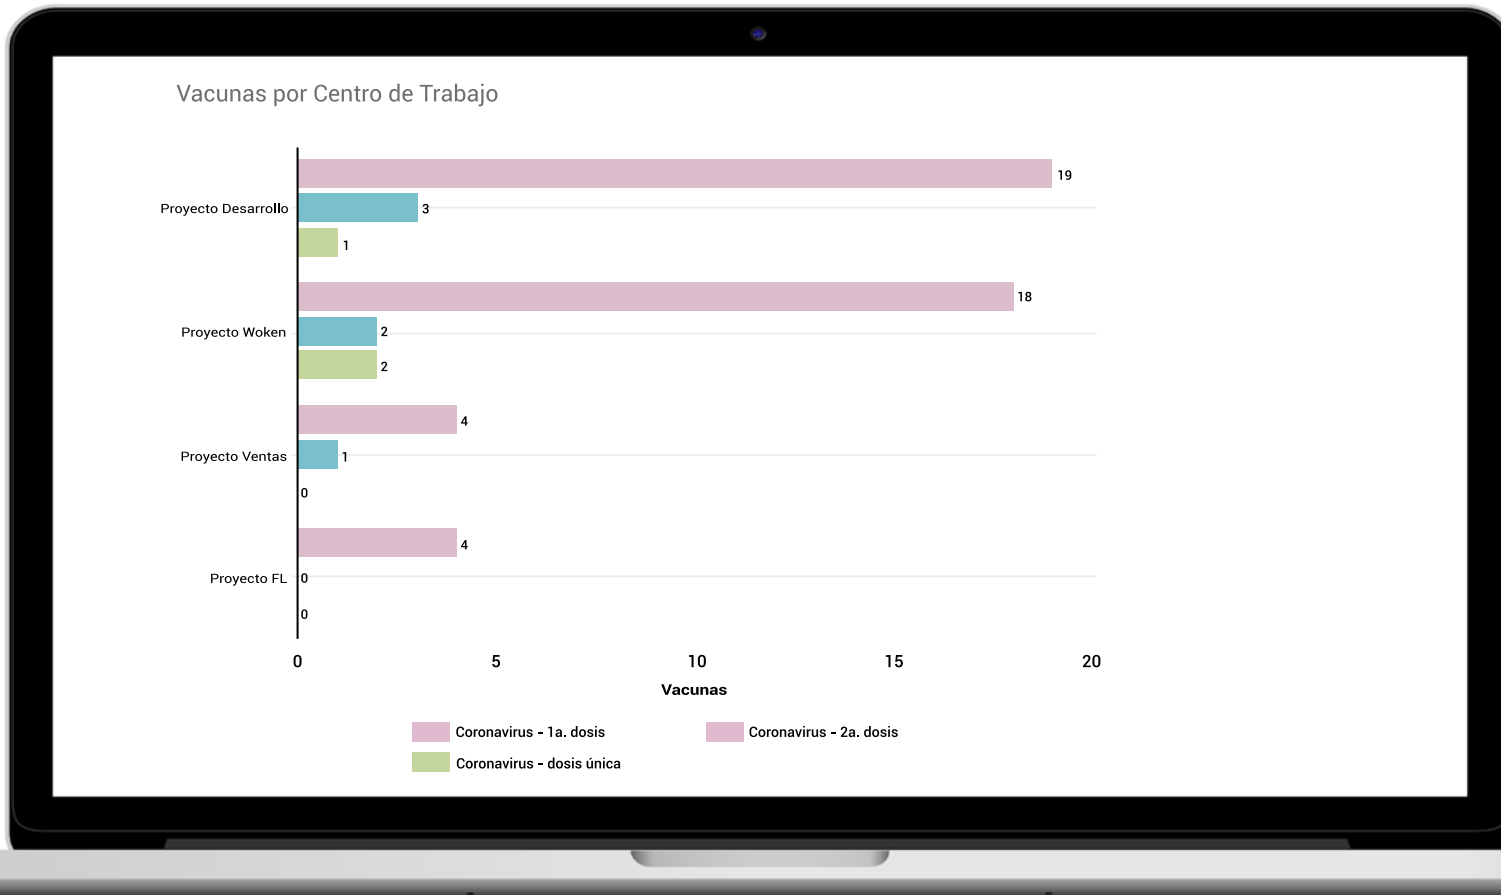 Vacunas por Centro de Trabajo
19
Proyecto Desarrollo 3
1
18
Proyecto Woken 2
2
4
Proyecto Ventas 1
0
4
Proyecto FL 0
0
0 5 10 15 20
Vacunas
Coronavirus - 1a. dosis Coronavirus - 2a. dosis
Coronavirus - dosis única